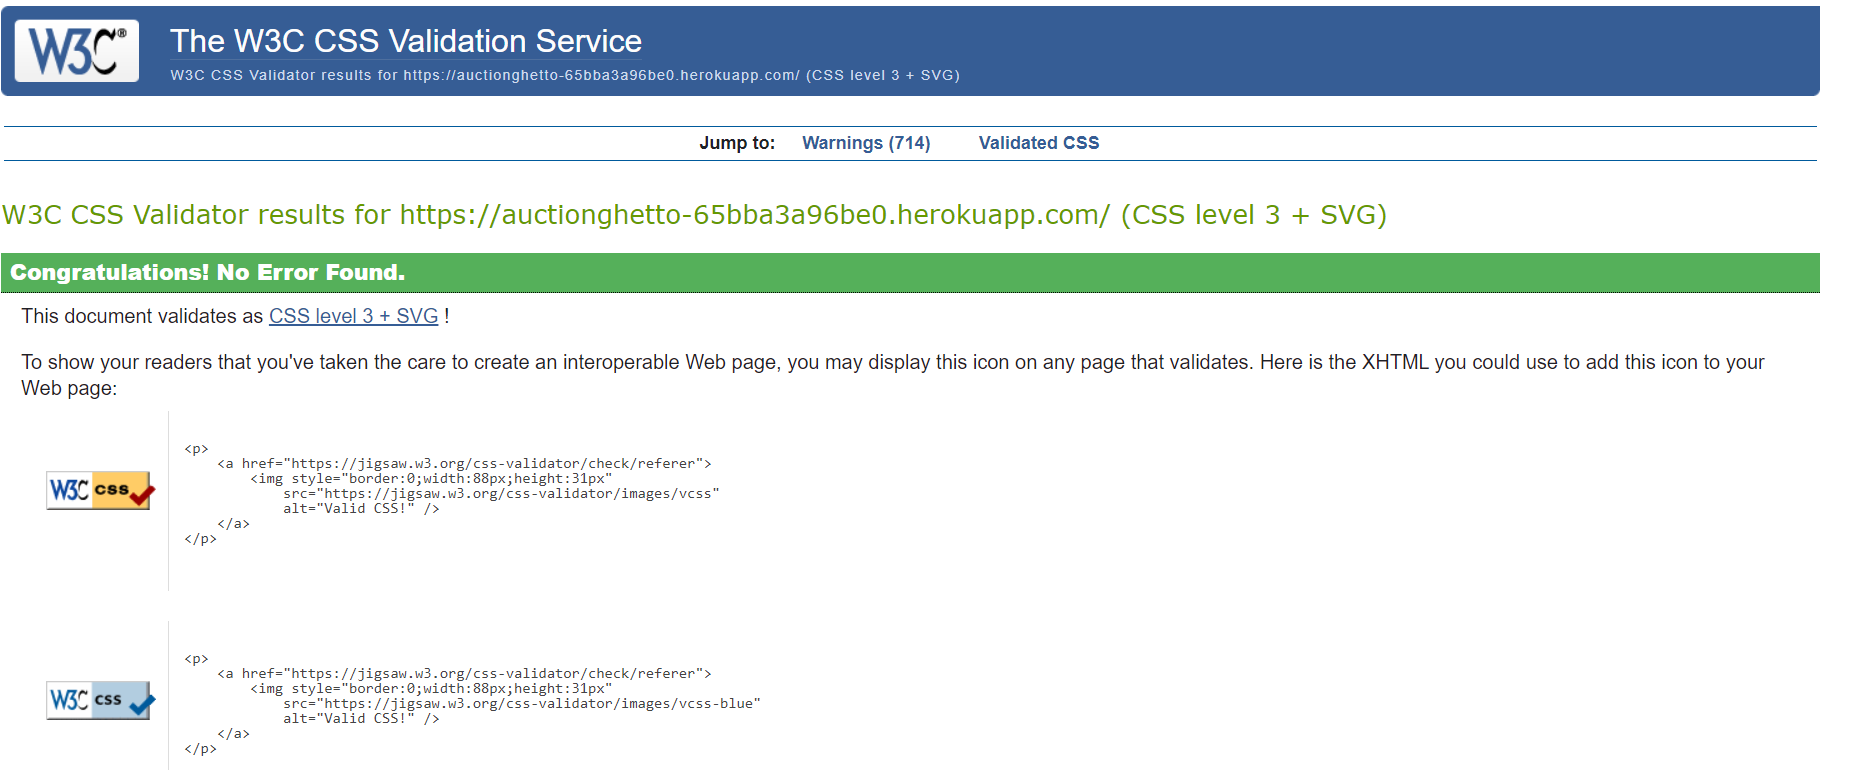 W3C®
The W3C CSS Validation Service
W3C CSS Validator results for https://auctionghetto-65bba3a96be0.herokuapp.com/ (CSS level 3 + SVG)
Jump to: Warnings (714) Validated CSS
W3C CSS Validator results for https://auctionghetto-65bba3a96be0.herokuapp.com/ (CSS level 3 + SVG)
Congratulations! No Error Found.
This document validates as CSS level 3 + SVG !
To show your readers that you've taken the care to create an interoperable Web page, you may display this icon on any page that validates. Here is the XHTML you could use to add this icon to your
Web page:
W3C css
<p>
    <a href="https://jigsaw.w3.org/css-validator/check/referer">
        <img style="border:0;width:88px;height:31px"
            src="https://jigsaw.w3.org/css-validator/images/vcss"
            alt="Valid CSS!" />
    </a>
</p>
W3C css
<p>
    <a href="https://jigsaw.w3.org/css-validator/check/referer">
        <img style="border:0;width:88px;height:31px"
            src="https://jigsaw.w3.org/css-validator/images/vcss-blue"
            alt="Valid CSS!" />
    </a>
</p>